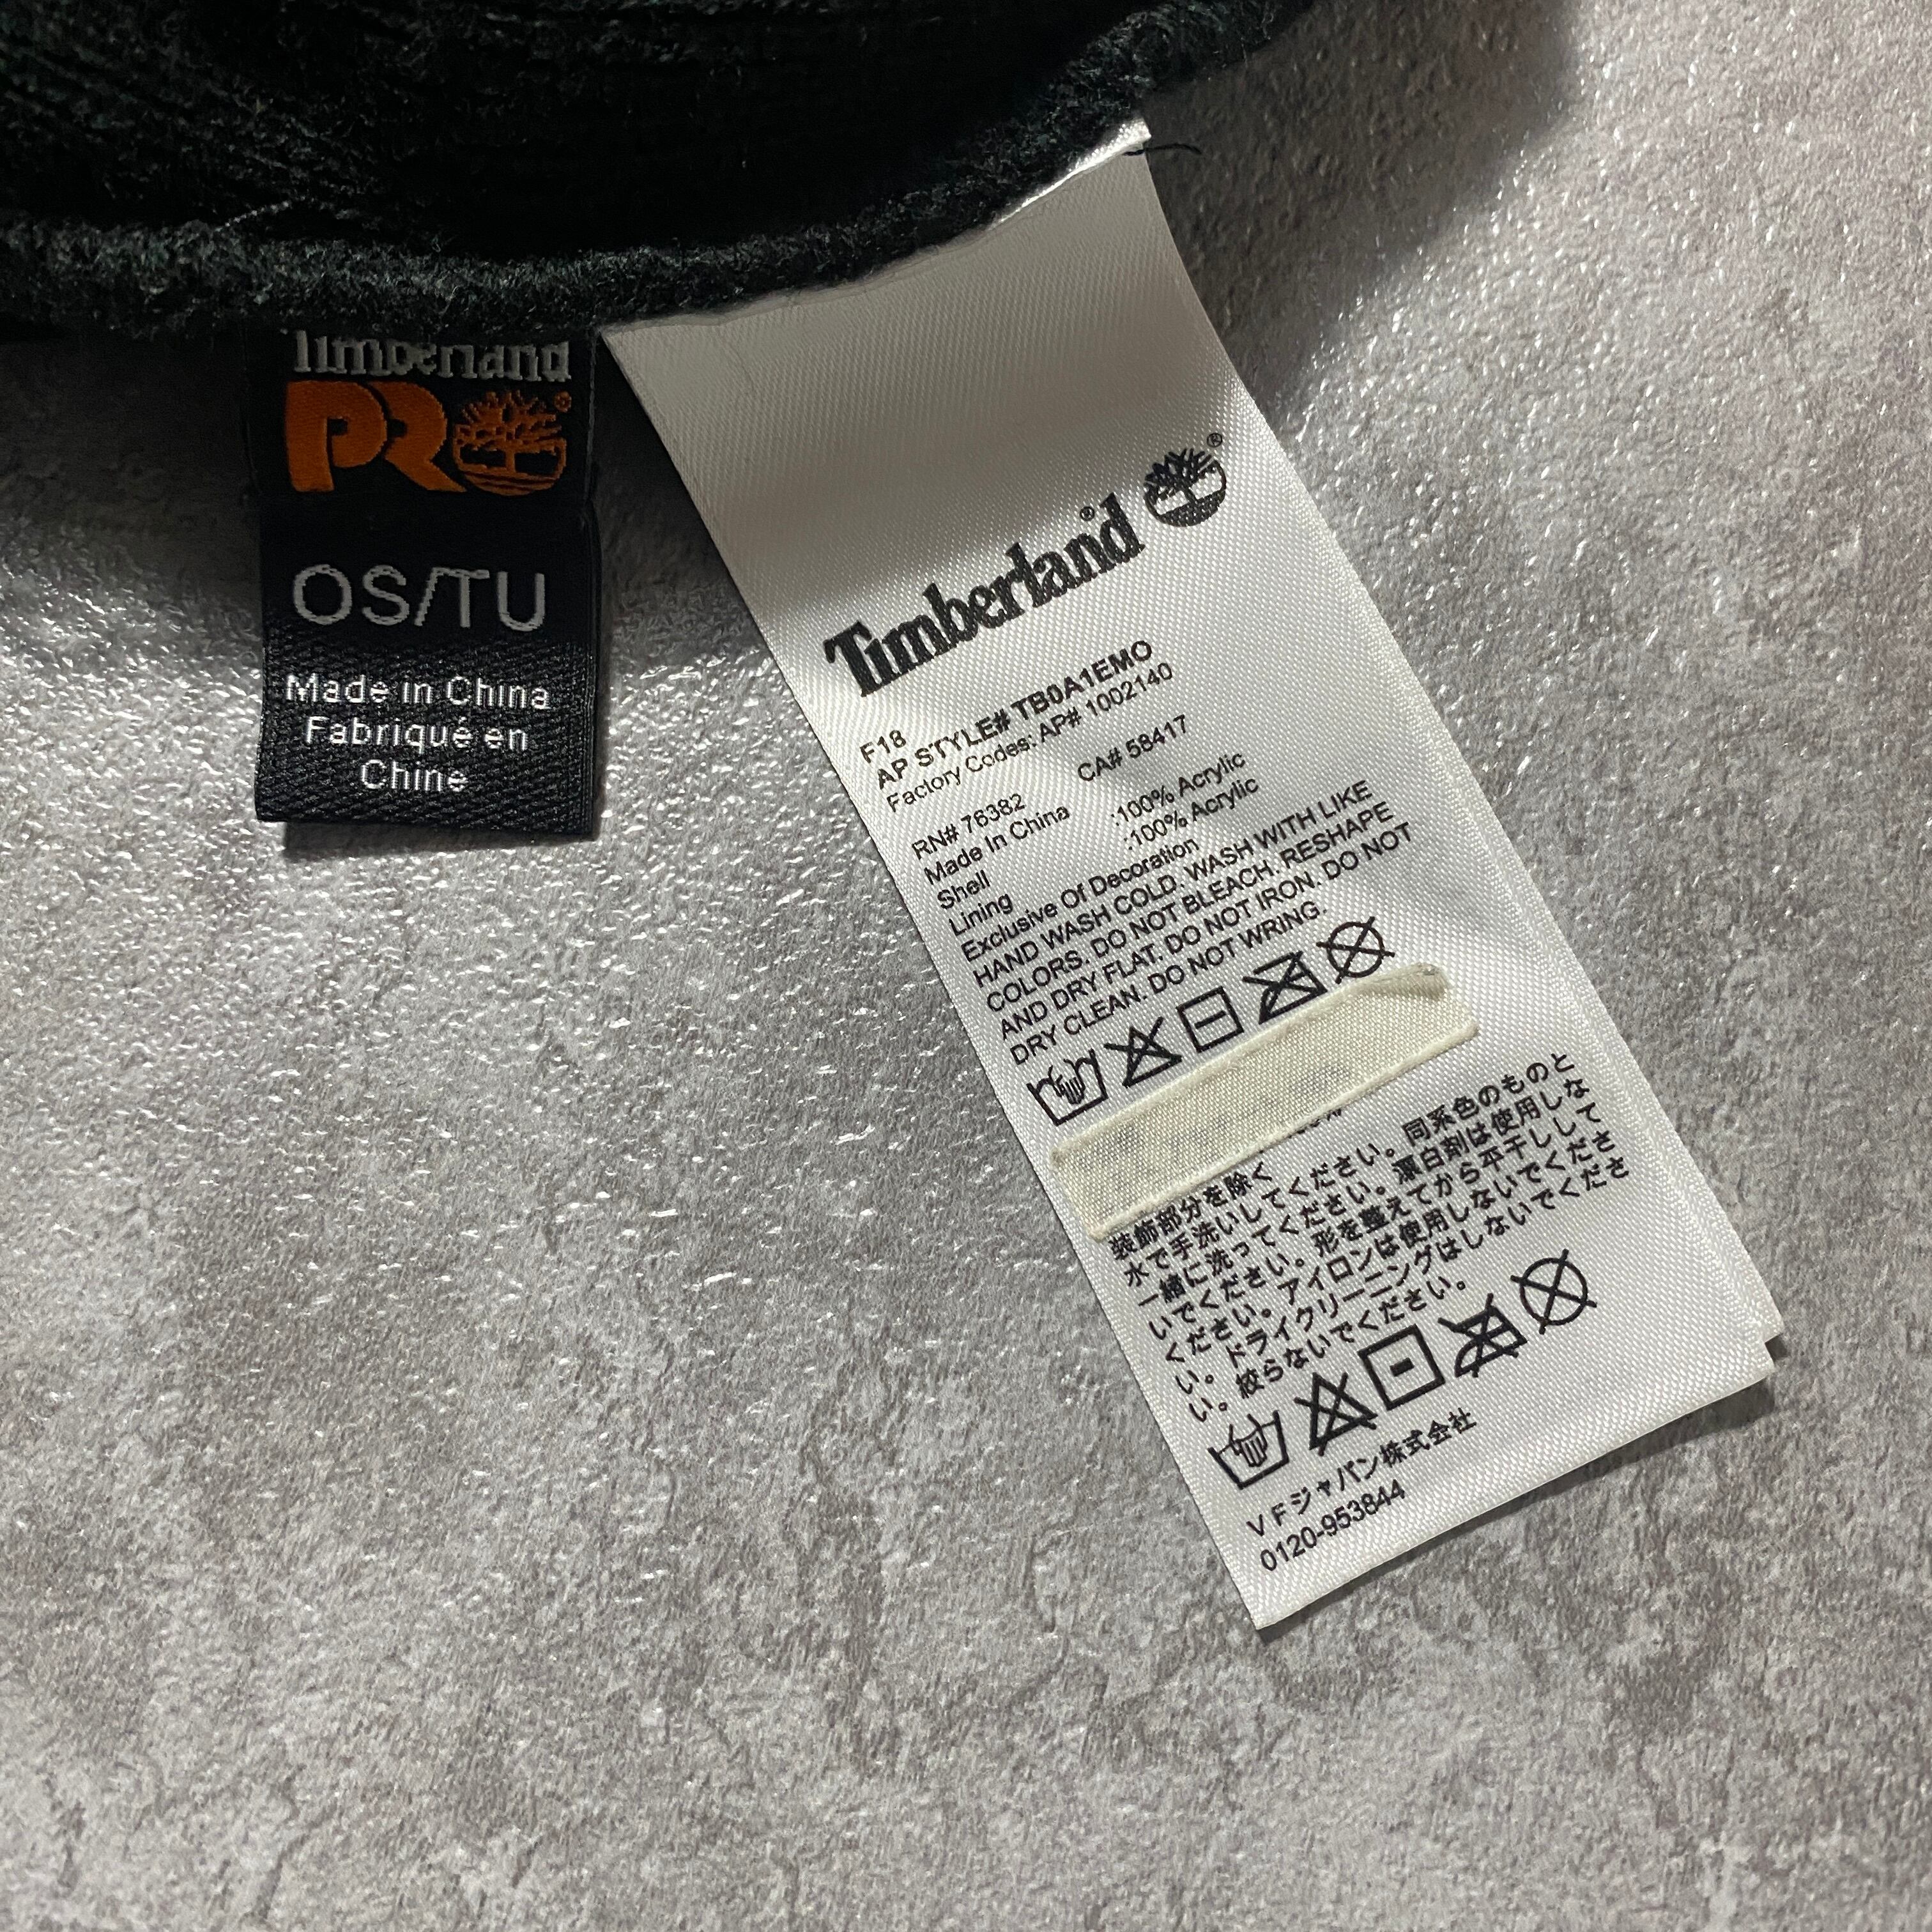 Timberland
PRO
OS/TU
Made in China
Fabriqué en
Chine
Timberland
F18
AP STYLE# TB0A1EMO
Factory Codes: AP# 1002140
RN# 76382 CA# 58417
Made In China
Shell :100% Acrylic
Lining :100% Acrylic
Exclusive Of Decoration
HAND WASH COLD. WASH WITH LIKE
COLORS. DO NOT BLEACH. RESHAPE
AND DRY FLAT. DO NOT IRON. DO NOT
DRY CLEAN. DO NOT WRING.
装飾部分を除く
水で手洗いしてください。同系色のものと
一緒に洗ってください。漂白剤は使用しな
いでください。形を整えてから平干しして
ください。アイロンは使用しないでくださ
い。ドライクリーニングはしないでくださ
い。絞らないでください。
VFジャパン株式会社
0120-953844